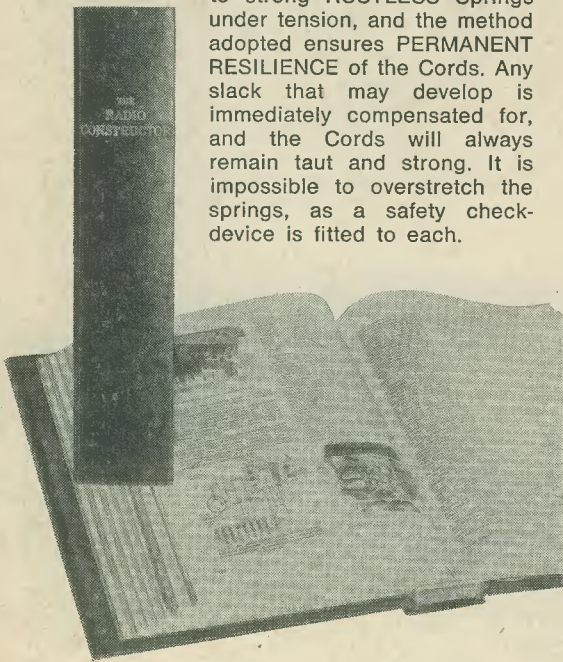 to strong RUSTLESS Springs
under tension, and the method
adopted ensures PERMANENT
RESILIENCE of the Cords. Any
slack that may develop is
immediately compensated for,
and the Cords will always
remain taut and strong. It is
impossible to overstretch the
springs, as a safety check-
device is fitted to each.
THE
RADIO
CONSTRUCTOR